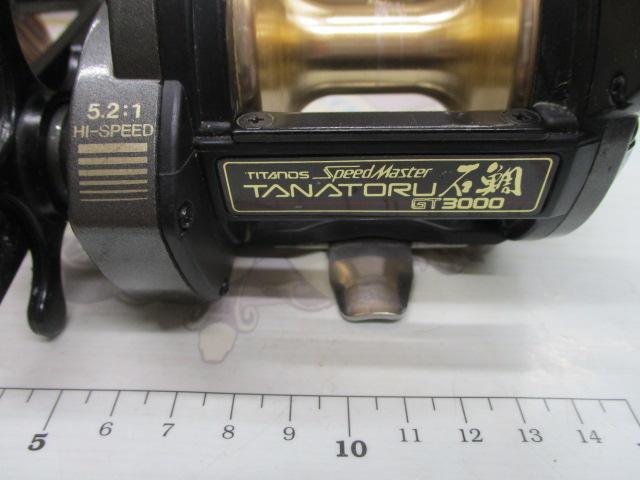 5.2:1
HI-SPEED
TITANOS SpeedMaster
TANATORU 石鯛
GT3000
5 6 7 8 9 10 11 12 13 14